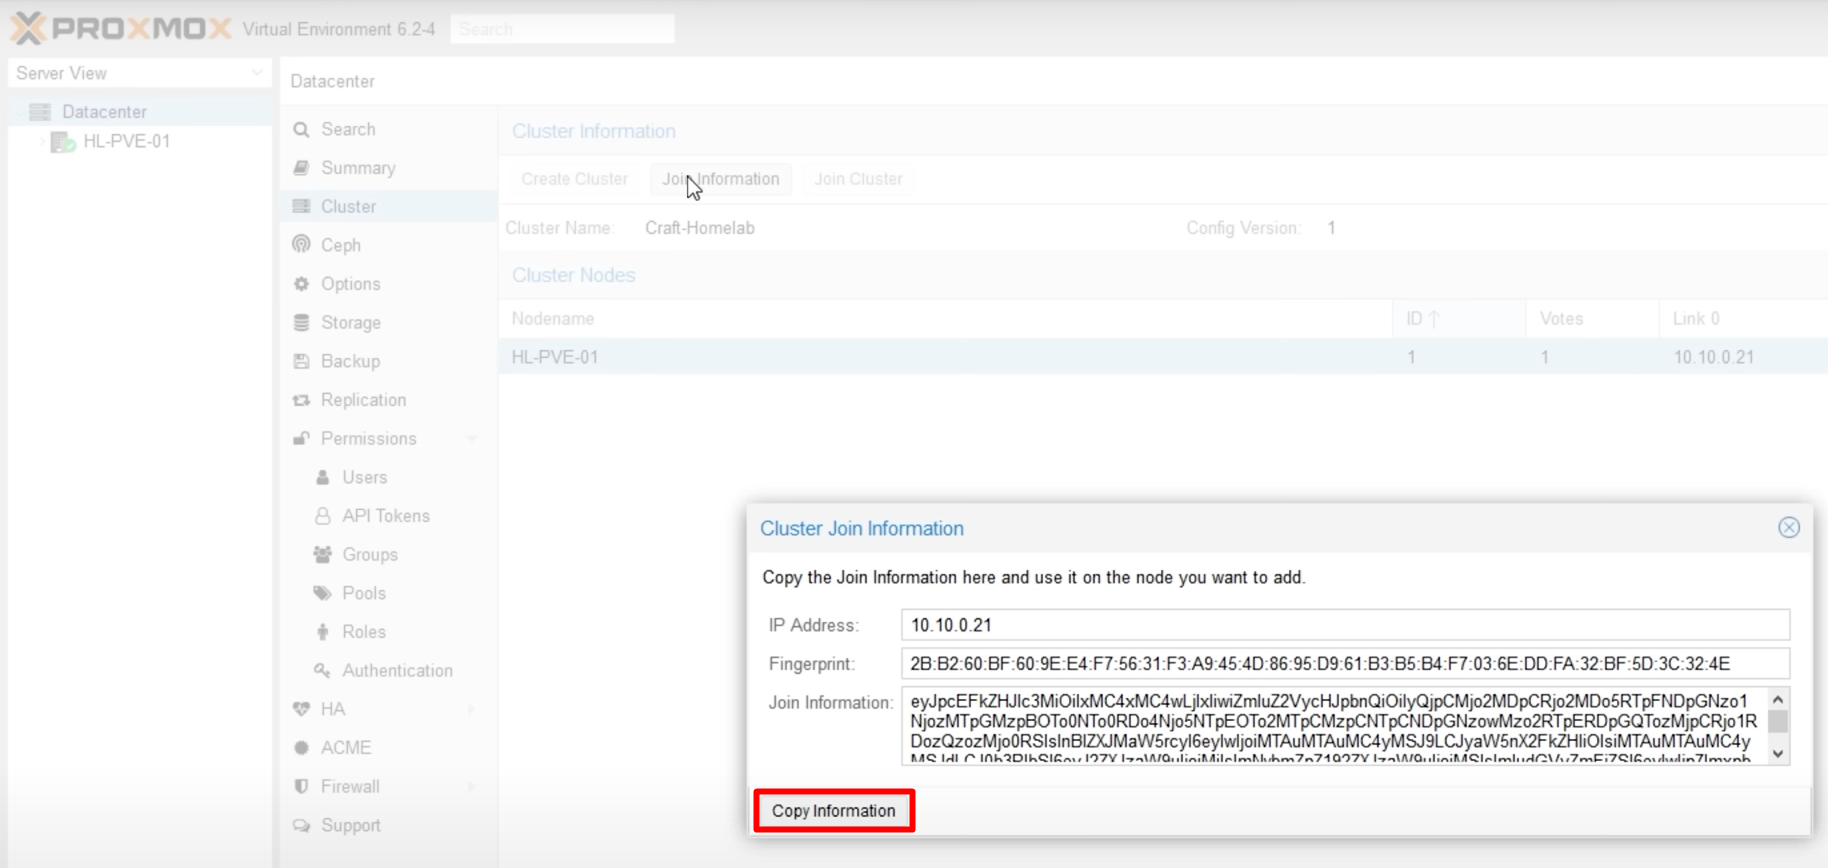 PROXMOX Virtual Environment 6.2-4 Search
Server View
Datacenter
HL-PVE-01
Datacenter
Search
Summary
Cluster
Ceph
Options
Storage
Backup
Replication
Permissions
Users
API Tokens
Groups
Pools
Roles
Authentication
HA
ACME
Firewall
Support
Cluster Information
Create Cluster Join Information Join Cluster
Cluster Name: Craft-Homelab Config Version: 1
Cluster Nodes
Nodename ID ↑ Votes Link 0
HL-PVE-01 1 1 10.10.0.21
Cluster Join Information
Copy the Join Information here and use it on the node you want to add.
IP Address: 10.10.0.21
Fingerprint: 2B:B2:60:BF:60:9E:E4:F7:56:31:F3:A9:45:4D:86:95:D9:61:B3:B5:B4:F7:03:6E:DD:FA:32:BF:5D:3C:32:4E
Join Information:
Copy Information